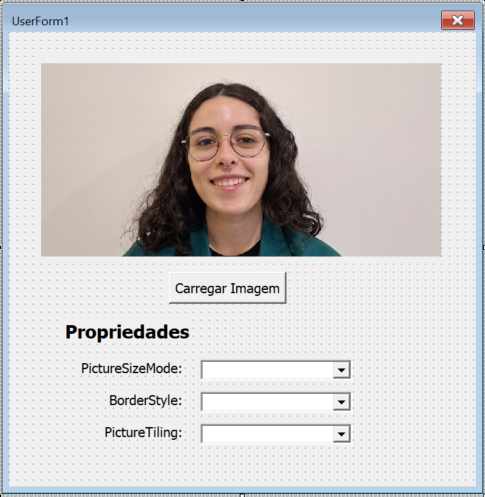 UserForm1
Carregar Imagem
Propriedades
PictureSizeMode:
BorderStyle:
PictureTiling: